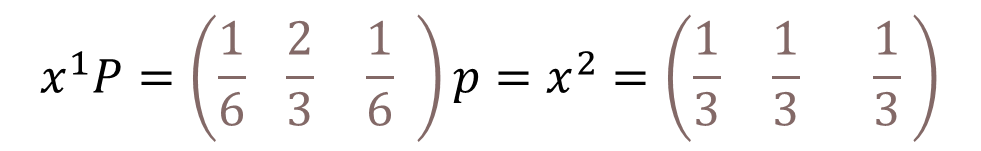 x¹P = (1/6 2/3 1/6) p = x² = (1/3 1/3 1/3)